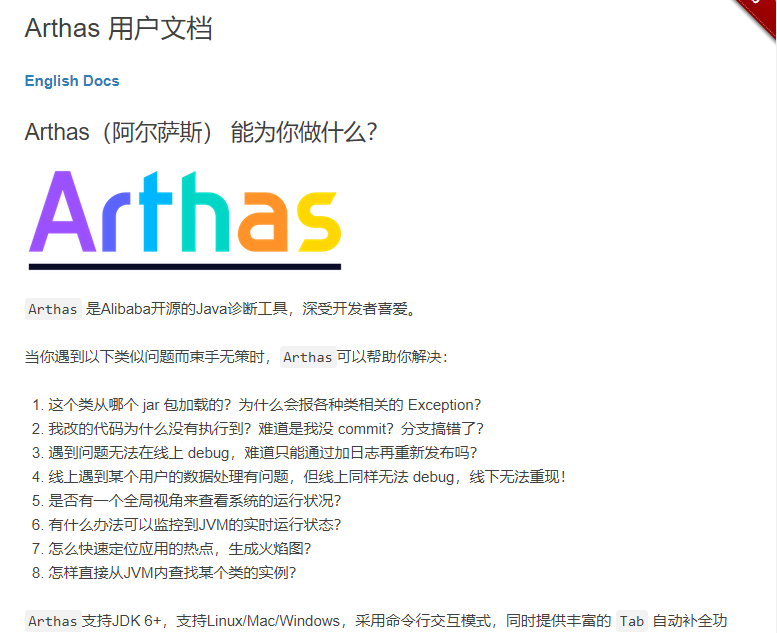 Arthas 用户文档
English Docs
Arthas（阿尔萨斯） 能为你做什么？
Arthas
Arthas 是Alibaba开源的Java诊断工具，深受开发者喜爱。
当你遇到以下类似问题而束手无策时，Arthas可以帮助你解决：
1. 这个类从哪个 jar 包加载的？为什么会报各种类相关的 Exception？
2. 我改的代码为什么没有执行到？难道是我没 commit？分支搞错了？
3. 遇到问题无法在线上 debug，难道只能通过加日志再重新发布吗？
4. 线上遇到某个用户的数据处理有问题，但线上同样无法 debug，线下无法重现！
5. 是否有一个全局视角来查看系统的运行状况？
6. 有什么办法可以监控到JVM的实时运行状态？
7. 怎么快速定位应用的热点，生成火焰图？
8. 怎样直接从JVM内查找某个类的实例？
Arthas支持JDK 6+，支持Linux/Mac/Windows，采用命令行交互模式，同时提供丰富的 Tab 自动补全功